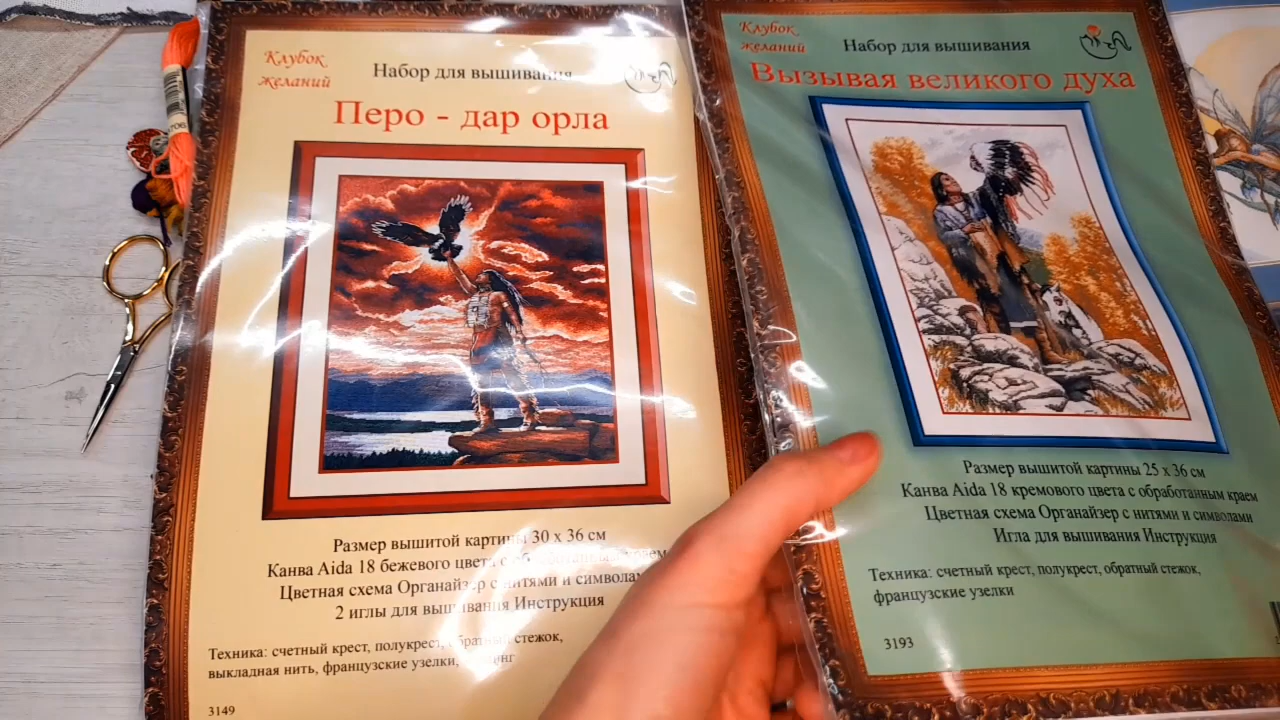 Клубок
желаний
Набор для вышивания
Перо - дар орла
Размер вышитой картины 30 х 36 см
Канва Aida 18 бежевого цвета с обработанным краем
Цветная схема Органайзер с нитями и символами
2 иглы для вышивания Инструкция
Техника: счетный крест, полукрест, обратный стежок,
выкладная нить, французские узелки,
3149
Клубок
желаний
Набор для вышивания
Вызывая великого духа
Размер вышитой картины 25 х 36 см
Канва Aida 18 кремового цвета с обработанным краем
Цветная схема Органайзер с нитями и символами
Игла для вышивания Инструкция
Техника: счетный крест, полукрест, обратный стежок,
французские узелки
3193